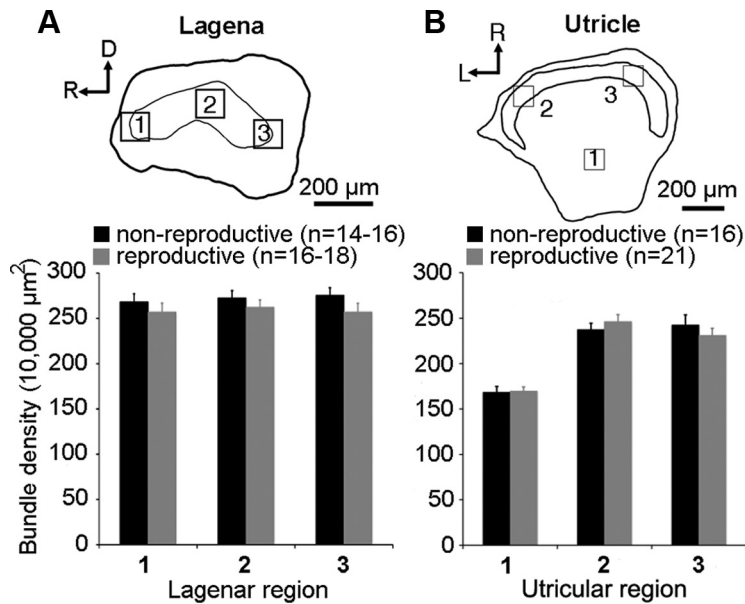 A
Lagena
D
R
1
2
3
200 µm
non-reproductive (n=14-16)
reproductive (n=16-18)
Bundle density (10,000 µm²)
300
250
200
150
100
50
0
1 2 3
Lagenar region
B
Utricle
R
L
2
3
1
200 µm
non-reproductive (n=16)
reproductive (n=21)
300
250
200
150
100
50
0
1 2 3
Utricular region